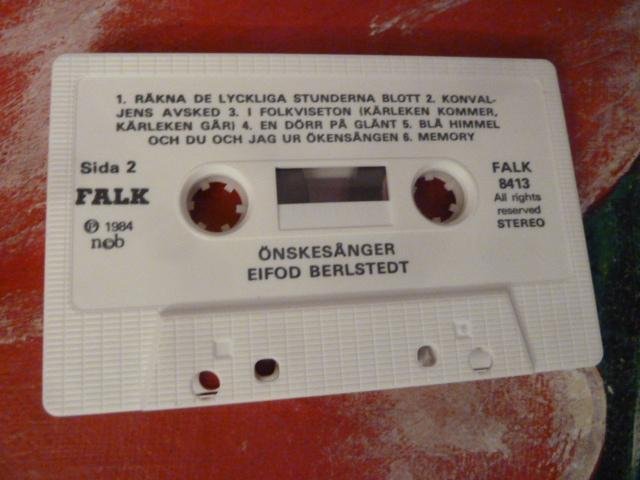 1. RÄKNA DE LYCKLIGA STUNDERNA BLOTT 2. KONVAL-
JENS AVSKED 3. I FOLKVISETON (KÄRLEKEN KOMMER,
KÄRLEKEN GÅR) 4. EN DÖRR PÅ GLÄNT 5. BLÅ HIMMEL
OCH DU OCH JAG UR ÖKENSÅNGEN 6. MEMORY
Sida 2
FALK
℗ 1984
ncb
FALK
8413
All rights
reserved
STEREO
ÖNSKESÅNGER
EIFOD BERLSTEDT